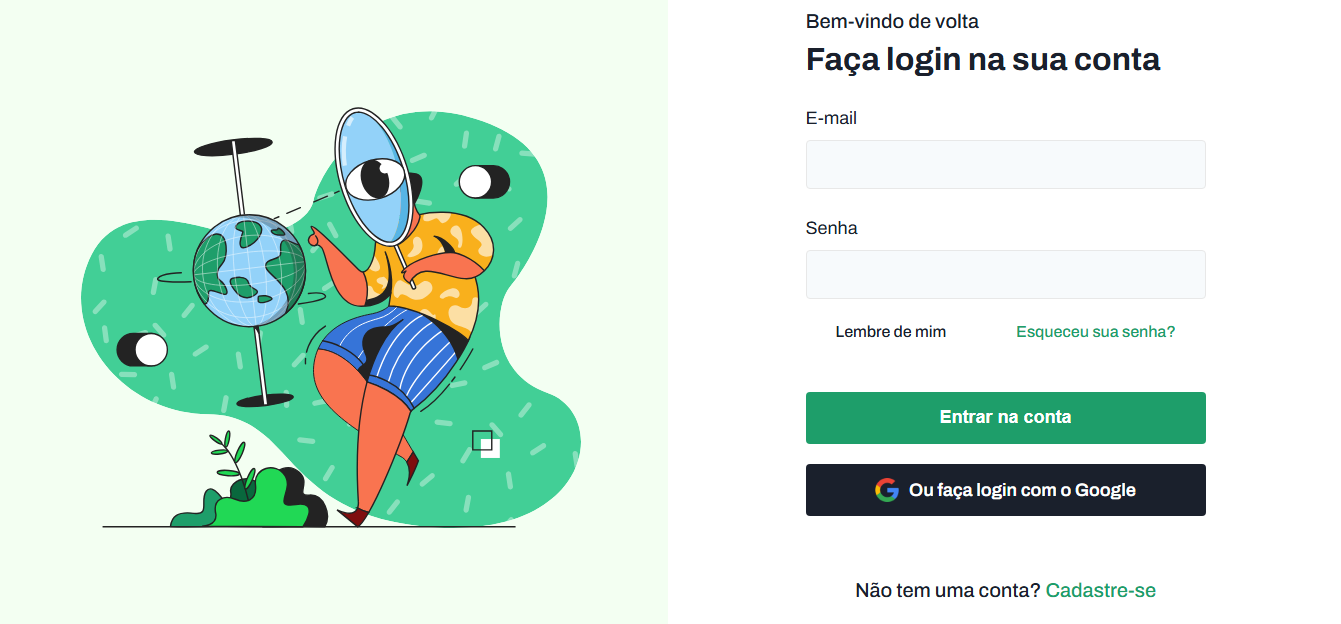 Bem-vindo de volta
Faça login na sua conta
E-mail
Senha
Lembre de mim
Esqueceu sua senha?
Entrar na conta
Ou faça login com o Google
Não tem uma conta? Cadastre-se